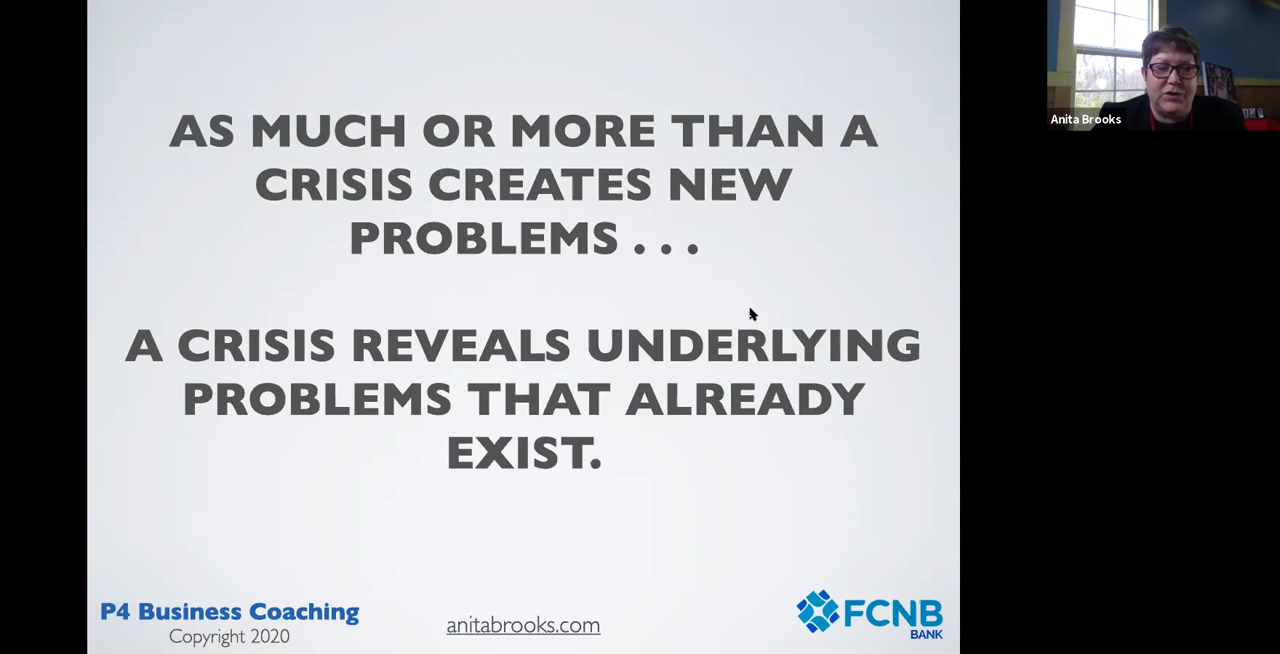 AS MUCH OR MORE THAN A
CRISIS CREATES NEW
PROBLEMS . . .
A CRISIS REVEALS UNDERLYING
PROBLEMS THAT ALREADY
EXIST.
P4 Business Coaching
Copyright 2020
anitabrooks.com
FCNB
BANK
Anita Brooks